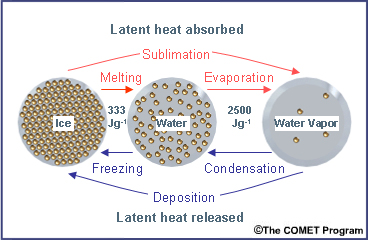 Latent heat absorbed
Sublimation
Melting
Evaporation
Ice
333
Jg-1
Water
2500
Jg-1
Water Vapor
Freezing
Condensation
Deposition
Latent heat released
©The COMET Program